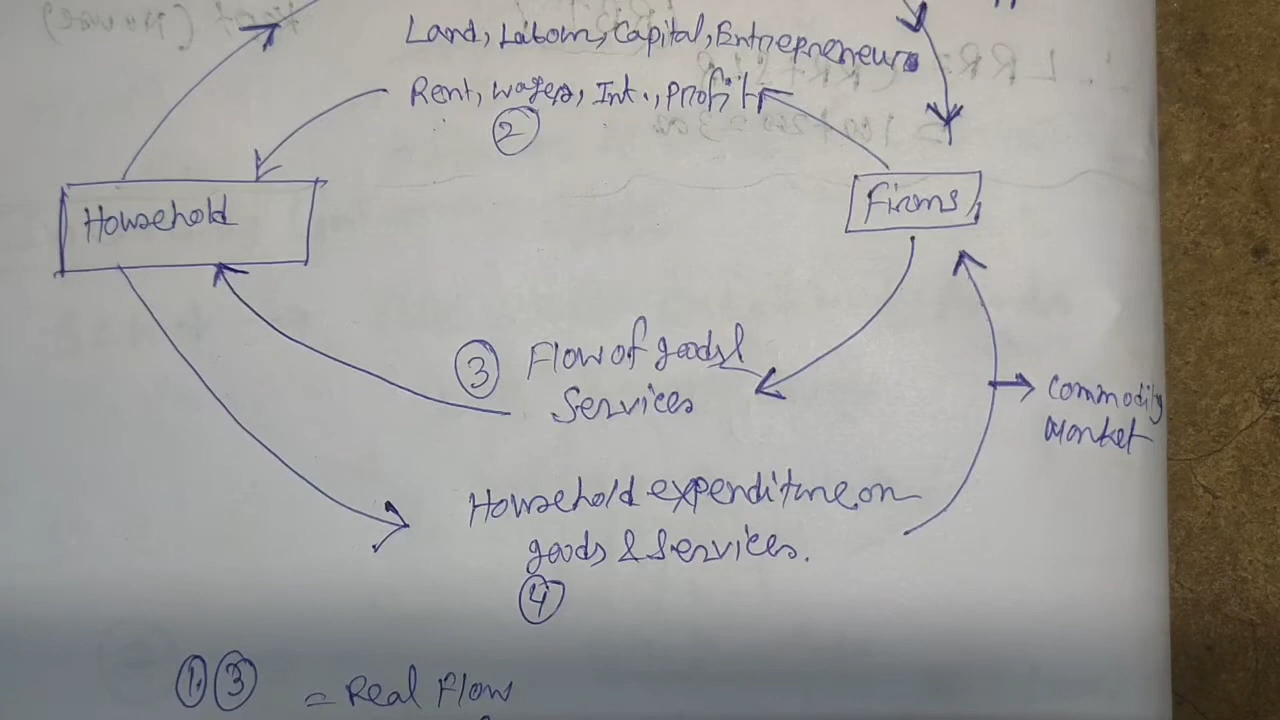 Land, Labour, Capital, Entrepreneurs
Rent, wages, Int., Profit
2
Household
Firms
3 Flow of goods &
Services
Commodity
Market
Household expenditure on
goods & Services.
4
1 3 = Real Flow